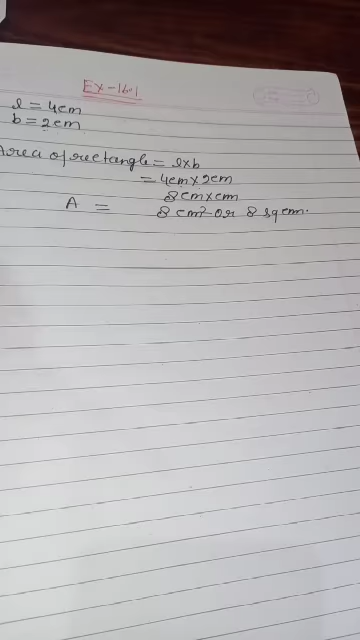 Ex-16.1
l = 4cm
b = 2cm
Area of rectangle = l×b
= 4cm×2cm
8cm×cm
A = 8 cm² or 8 sq cm.